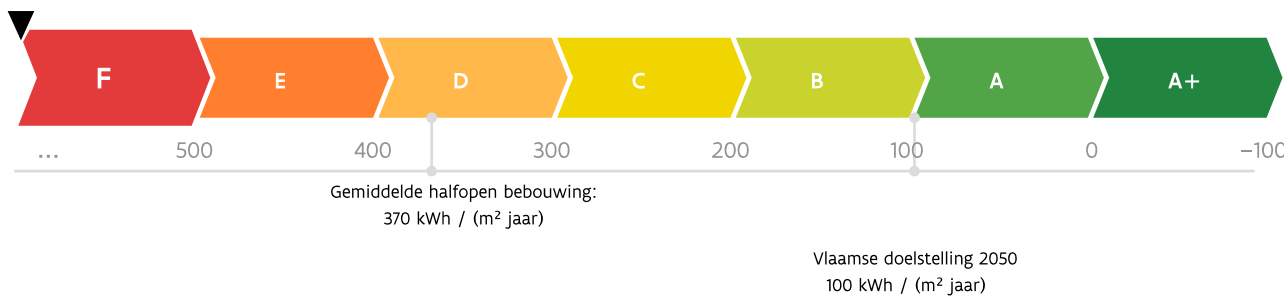 F E D C B A A+
... 500 400 300 200 100 0 −100
Gemiddelde halfopen bebouwing:
370 kWh / (m² jaar)
Vlaamse doelstelling 2050
100 kWh / (m² jaar)